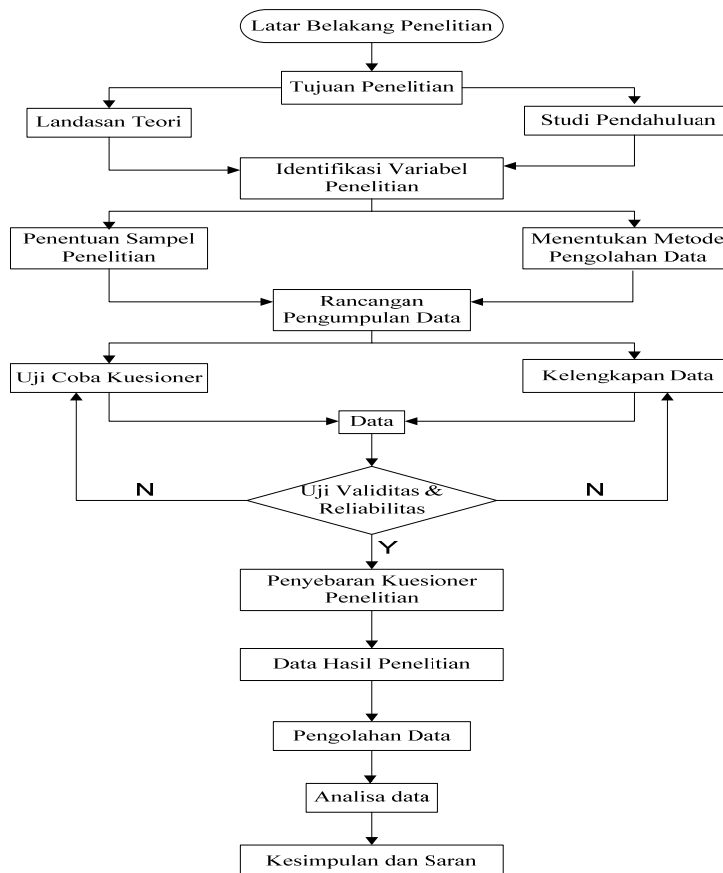 Latar Belakang Penelitian
Tujuan Penelitian
Landasan Teori
Studi Pendahuluan
Identifikasi Variabel
Penelitian
Penentuan Sampel
Penelitian
Menentukan Metode
Pengolahan Data
Rancangan
Pengumpulan Data
Uji Coba Kuesioner
Kelengkapan Data
Data
Uji Validitas &
Reliabilitas
N
N
Y
Penyebaran Kuesioner
Penelitian
Data Hasil Penelitian
Pengolahan Data
Analisa data
Kesimpulan dan Saran